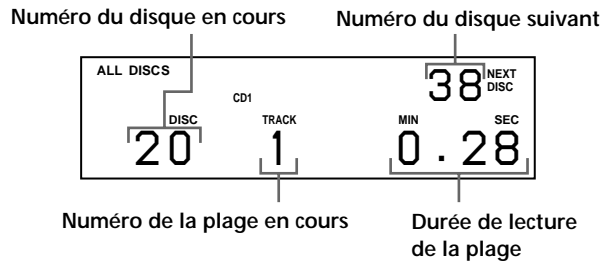 Numéro du disque en cours
Numéro du disque suivant
ALL DISCS
38 NEXT DISC
CD1
DISC
TRACK
MIN
SEC
20
1
0.28
Numéro de la plage en cours
Durée de lecture
de la plage